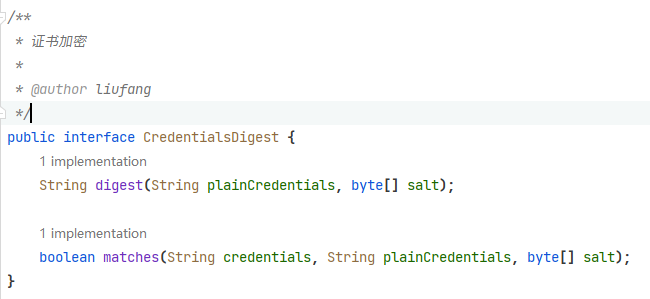 /**
 * 证书加密
 *
 * @author liufang
 */
public interface CredentialsDigest {
1 implementation
String digest(String plainCredentials, byte[] salt);
1 implementation
boolean matches(String credentials, String plainCredentials, byte[] salt);
}